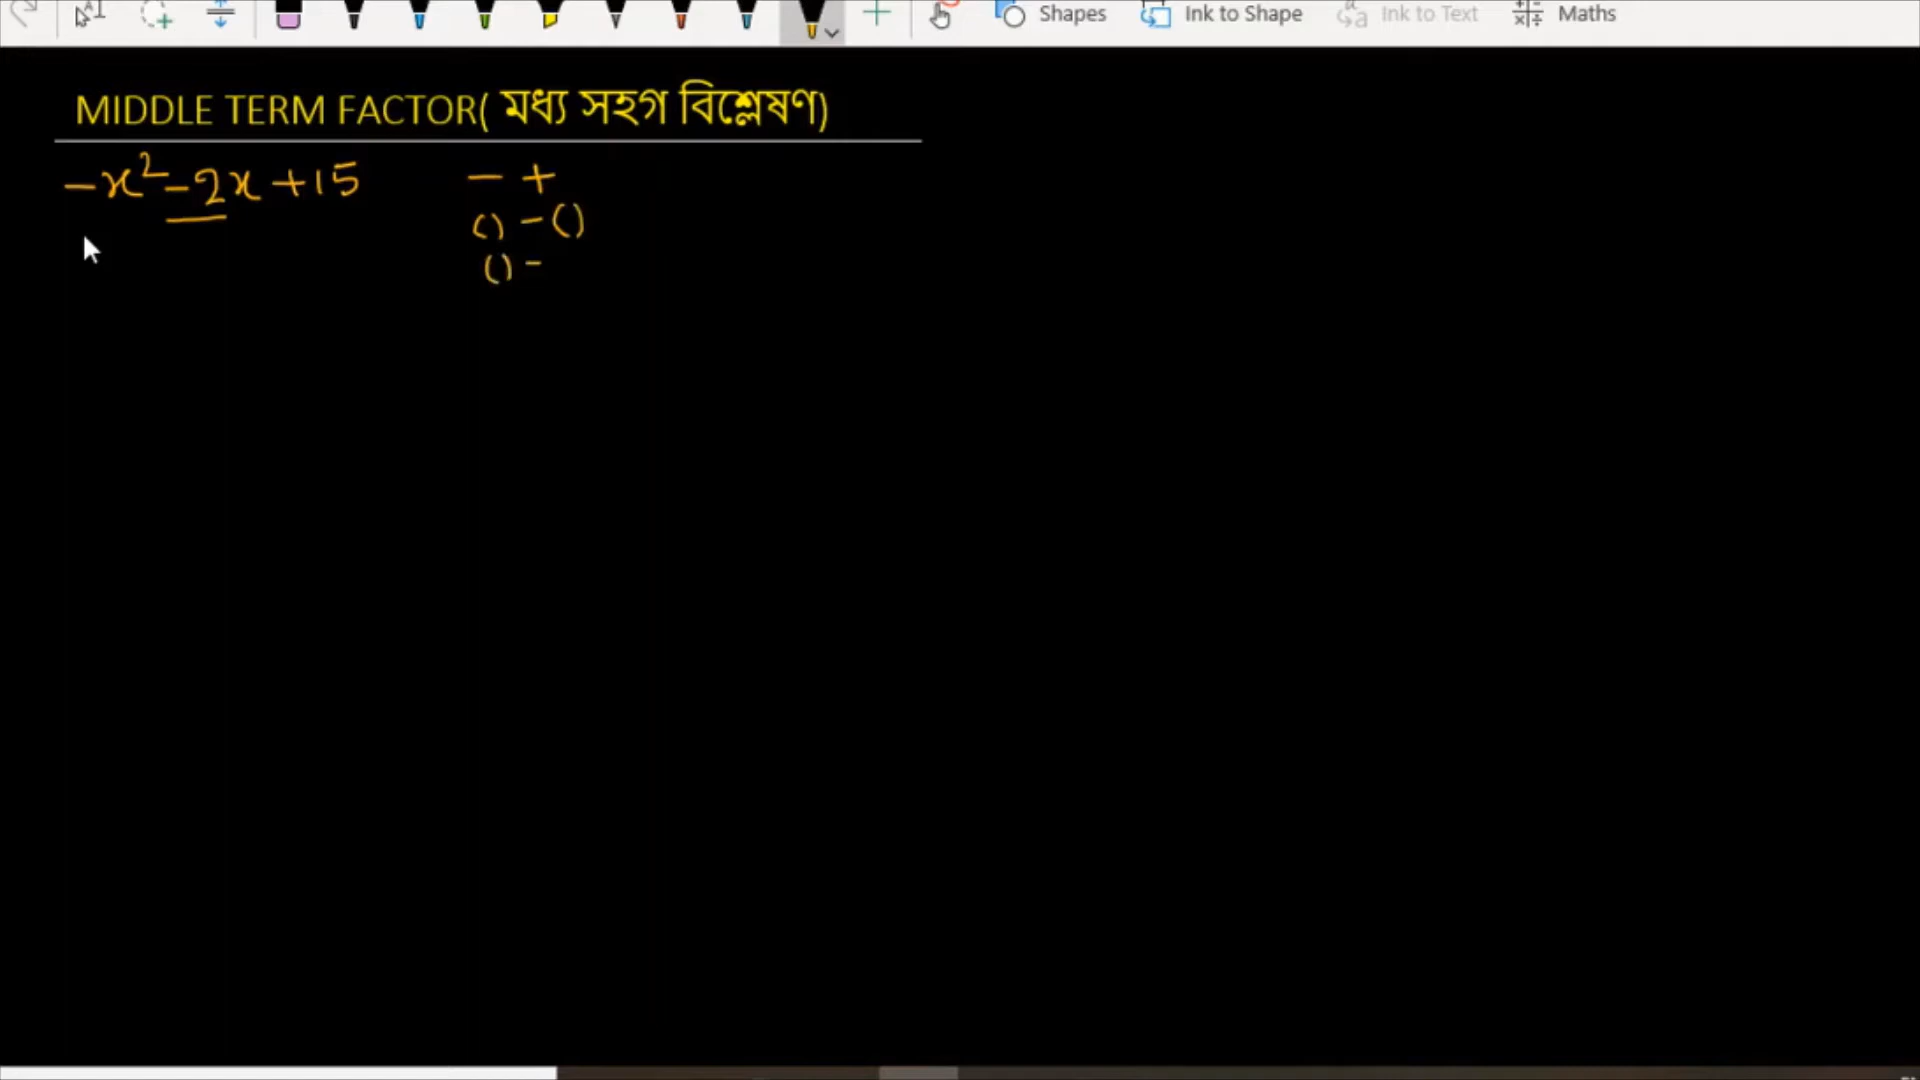 Shapes Ink to Shape Ink to Text Maths
MIDDLE TERM FACTOR( মধ্য সহগ বিশ্লেষণ)
-x²-2x+15 - +
() -()
() -